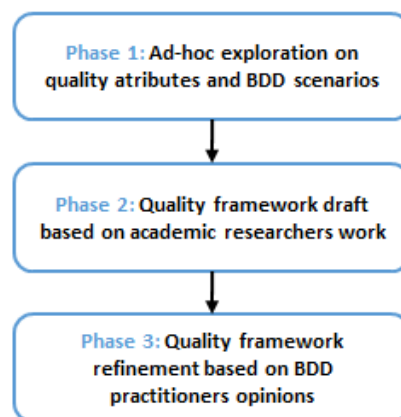 Phase 1: Ad-hoc exploration on
quality atributes and BDD scenarios
Phase 2: Quality framework draft
based on academic researchers work
Phase 3: Quality framework
refinement based on BDD
practitioners opinions